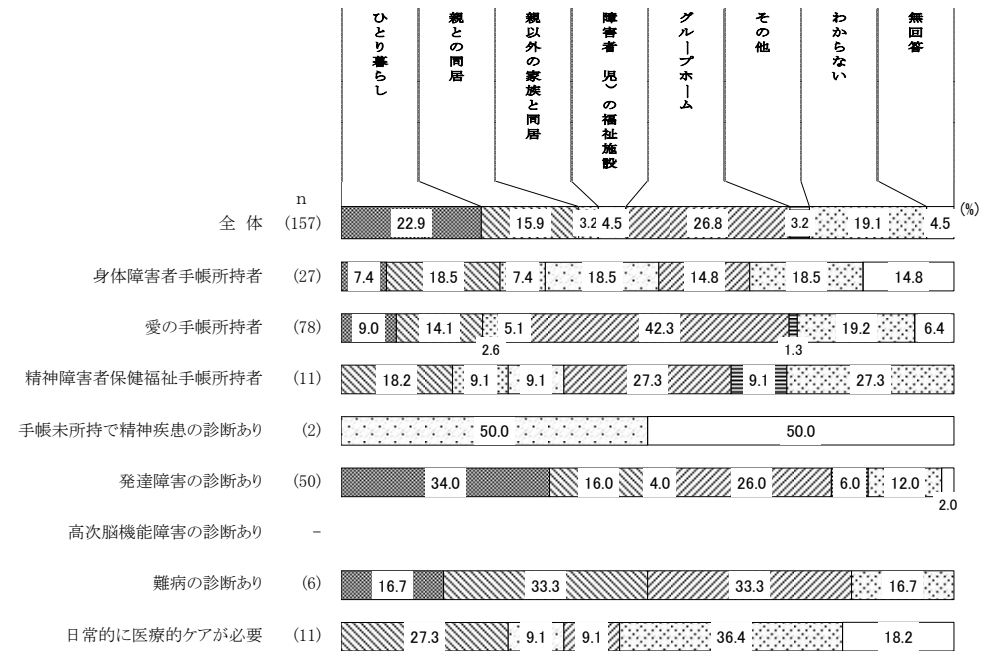 ひとり暮らし
親との同居
親以外の家族と同居
障害者　児）の福祉施設
グループホーム
その他
わからない
無回答
n
(%)
全 体 (157) 22.9 15.9 3.2 4.5 26.8 3.2 19.1 4.5
身体障害者手帳所持者 (27) 7.4 18.5 7.4 18.5 14.8 18.5 14.8
愛の手帳所持者 (78) 9.0 14.1 5.1 42.3 19.2 6.4
2.6 1.3
精神障害者保健福祉手帳所持者 (11) 18.2 9.1 9.1 27.3 9.1 27.3
手帳未所持で精神疾患の診断あり (2) 50.0 50.0
発達障害の診断あり (50) 34.0 16.0 4.0 26.0 6.0 12.0
2.0
高次脳機能障害の診断あり －
難病の診断あり (6) 16.7 33.3 33.3 16.7
日常的に医療的ケアが必要 (11) 27.3 9.1 9.1 36.4 18.2